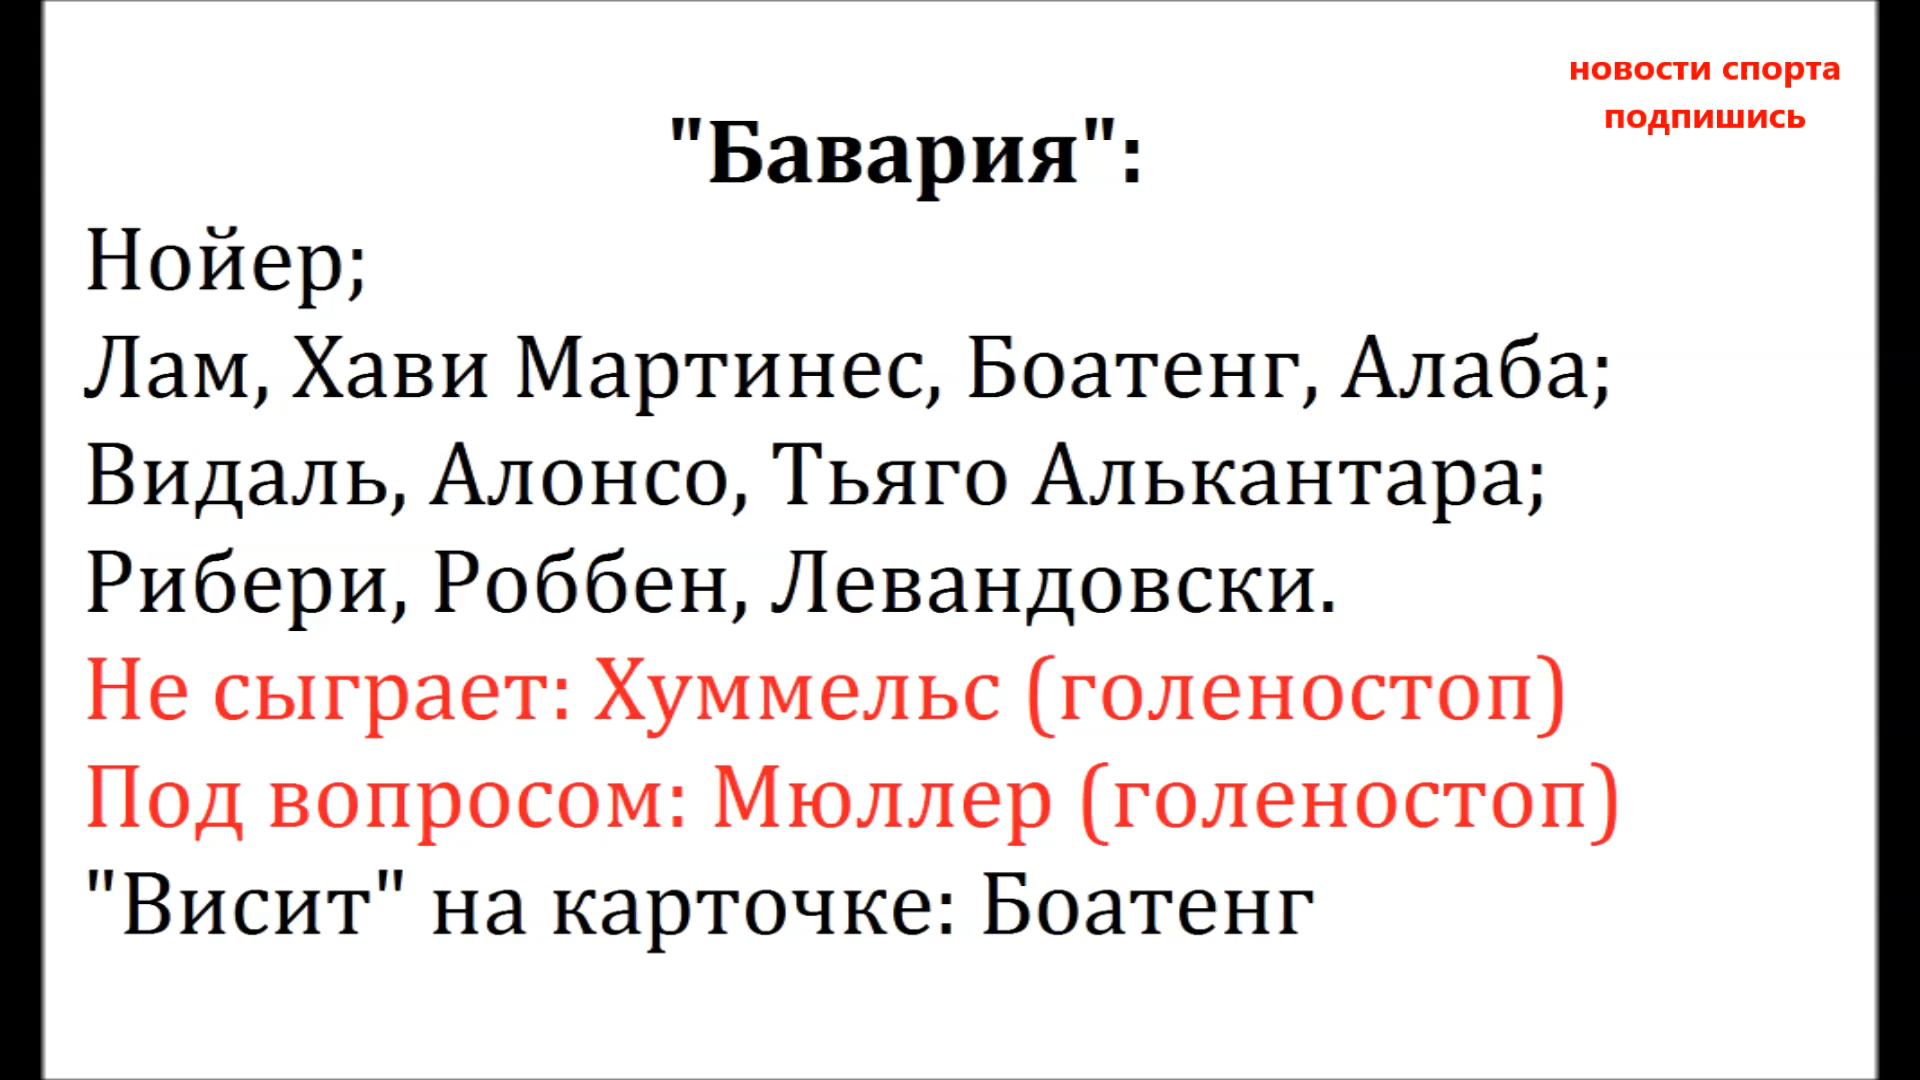 новости спорта
подпишись
"Бавария":
Нойер;
Лам, Хави Мартинес, Боатенг, Алаба;
Видаль, Алонсо, Тьяго Алькантара;
Рибери, Роббен, Левандовски.
Не сыграет: Хуммельс (голеностоп)
Под вопросом: Мюллер (голеностоп)
"Висит" на карточке: Боатенг